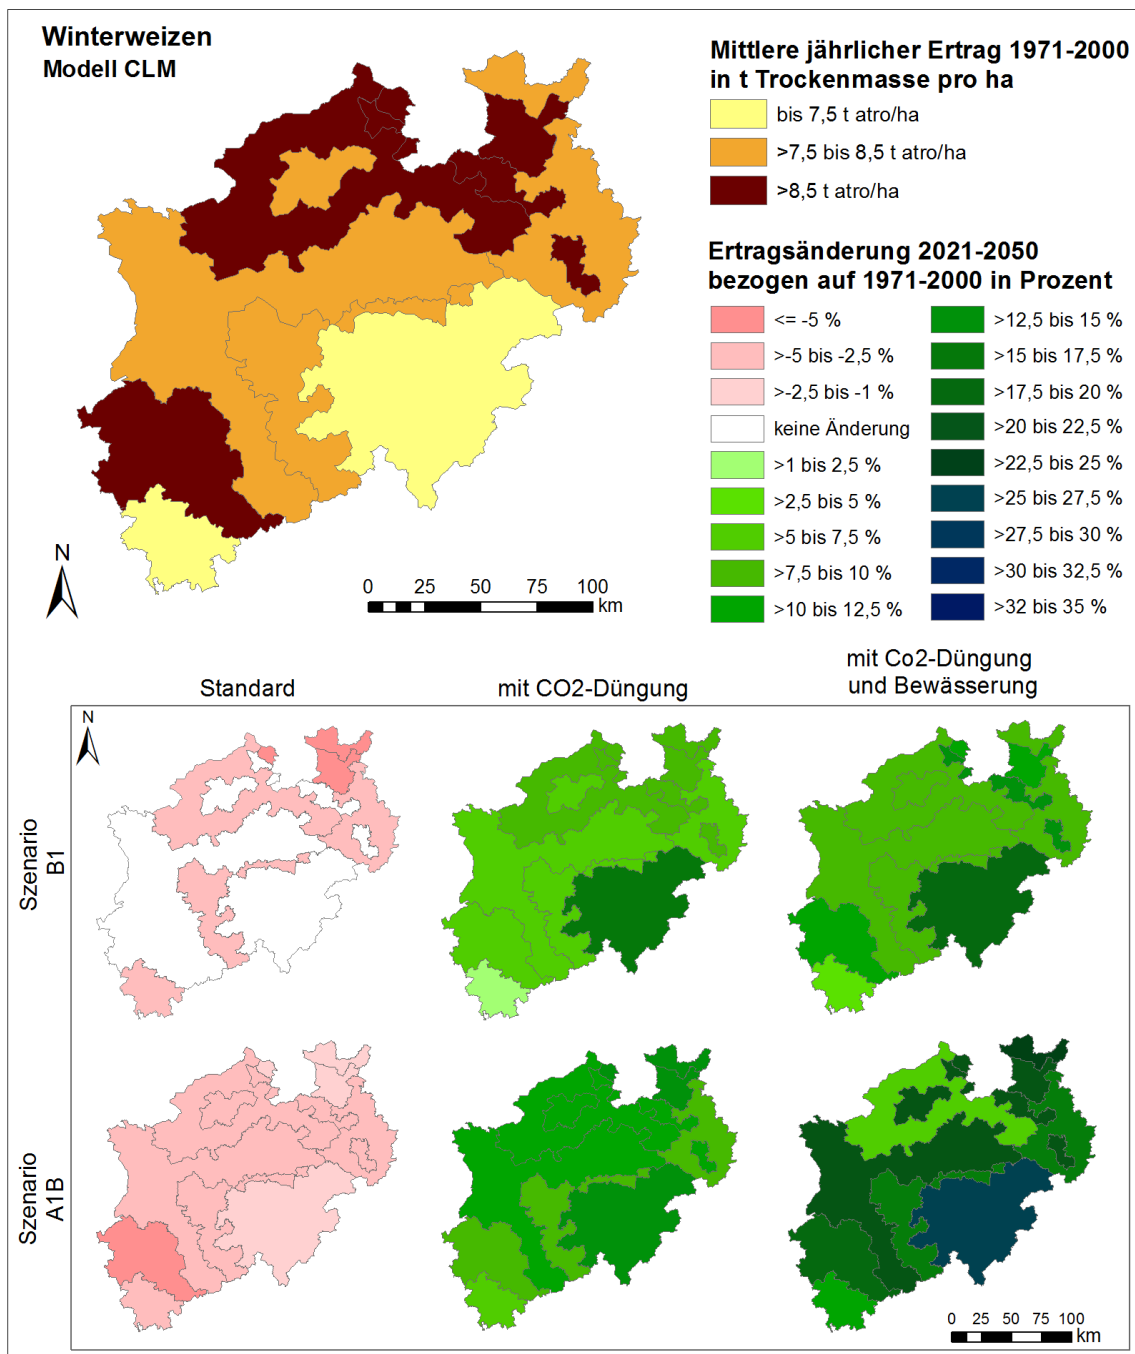 Winterweizen
Modell CLM
Mittlere jährlicher Ertrag 1971-2000
in t Trockenmasse pro ha
bis 7,5 t atro/ha
>7,5 bis 8,5 t atro/ha
>8,5 t atro/ha
Ertragsänderung 2021-2050
bezogen auf 1971-2000 in Prozent
<= -5 %
>-5 bis -2,5 %
>-2,5 bis -1 %
keine Änderung
>1 bis 2,5 %
>2,5 bis 5 %
>5 bis 7,5 %
>7,5 bis 10 %
>10 bis 12,5 %
>12,5 bis 15 %
>15 bis 17,5 %
>17,5 bis 20 %
>20 bis 22,5 %
>22,5 bis 25 %
>25 bis 27,5 %
>27,5 bis 30 %
>30 bis 32,5 %
>32 bis 35 %
N
0 25 50 75 100
km
Standard
mit CO2-Düngung
mit Co2-Düngung
und Bewässerung
N
Szenario
B1
Szenario
A1B
0 25 50 75 100
km